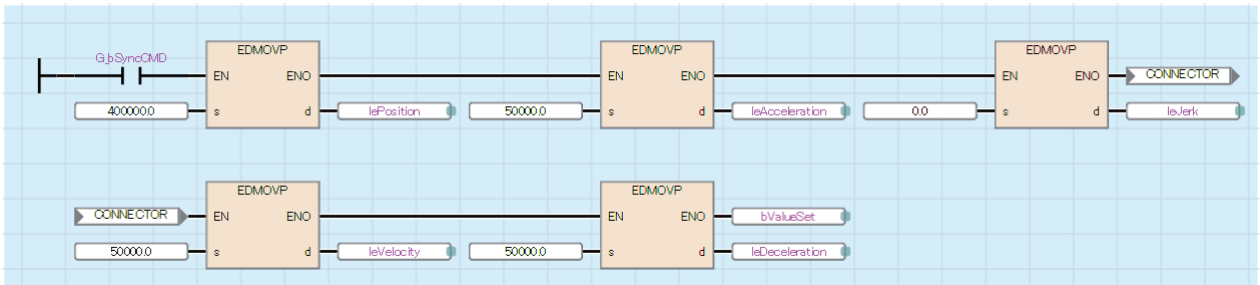 G_bSyncCMD
EDMOVP EDMOVP EDMOVP
EN ENO EN ENO EN ENO CONNECTOR
400000.0 s d lePosition 50000.0 s d leAcceleration 0.0 s d leJerk
EDMOVP EDMOVP
CONNECTOR EN ENO EN ENO bValueSet
50000.0 s d leVelocity 50000.0 s d leDeceleration